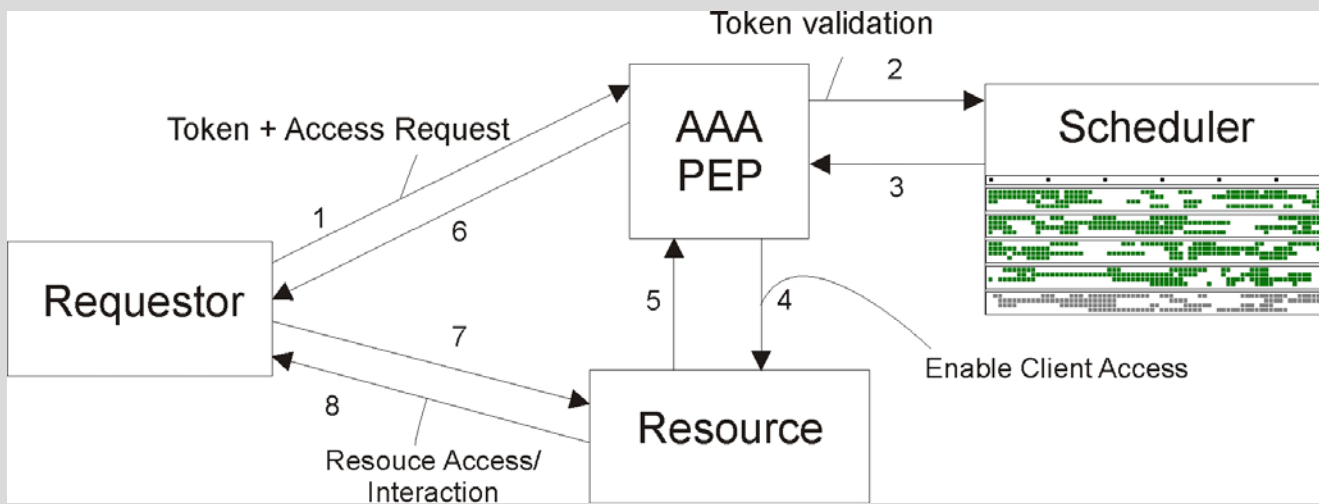 Token validation
2
AAA
PEP
Scheduler
Token + Access Request
3
1
6
Requestor
5
4
7
Enable Client Access
8
Resource
Resouce Access/
Interaction